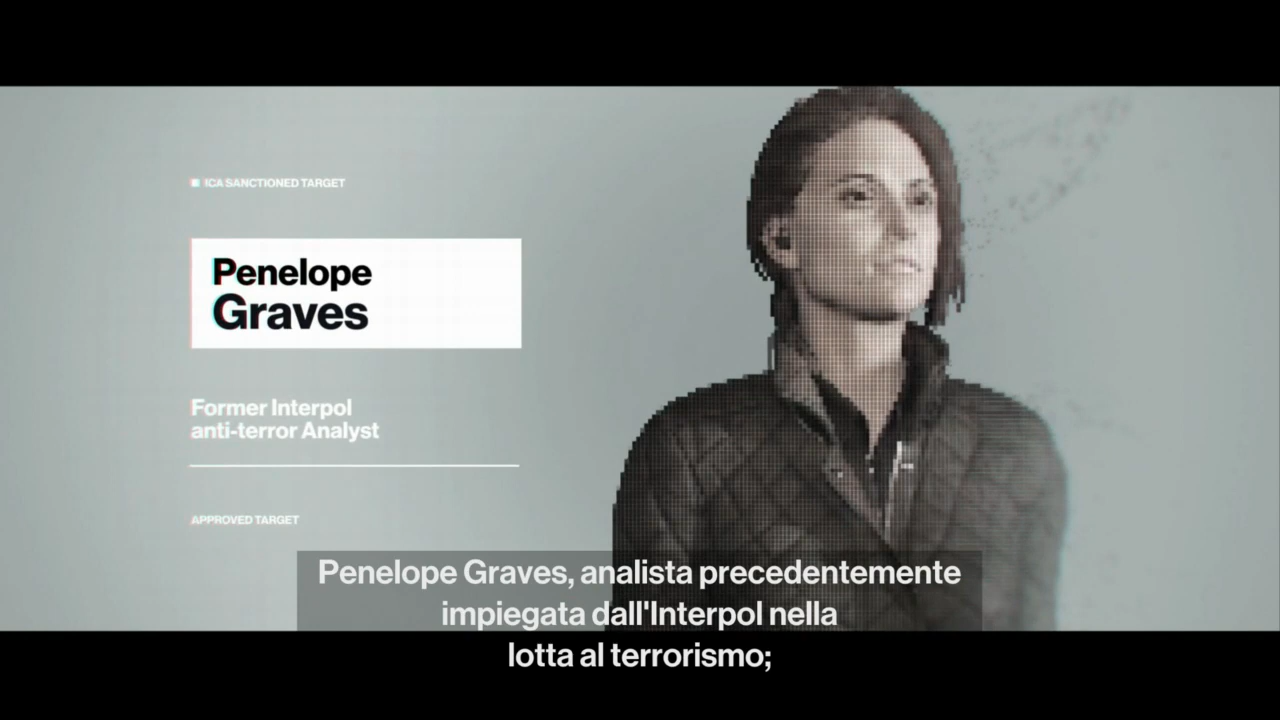 ICA SANCTIONED TARGET
Penelope
Graves
Former Interpol
anti-terror Analyst
APPROVED TARGET
Penelope Graves, analista precedentemente
impiegata dall'Interpol nella
lotta al terrorismo;